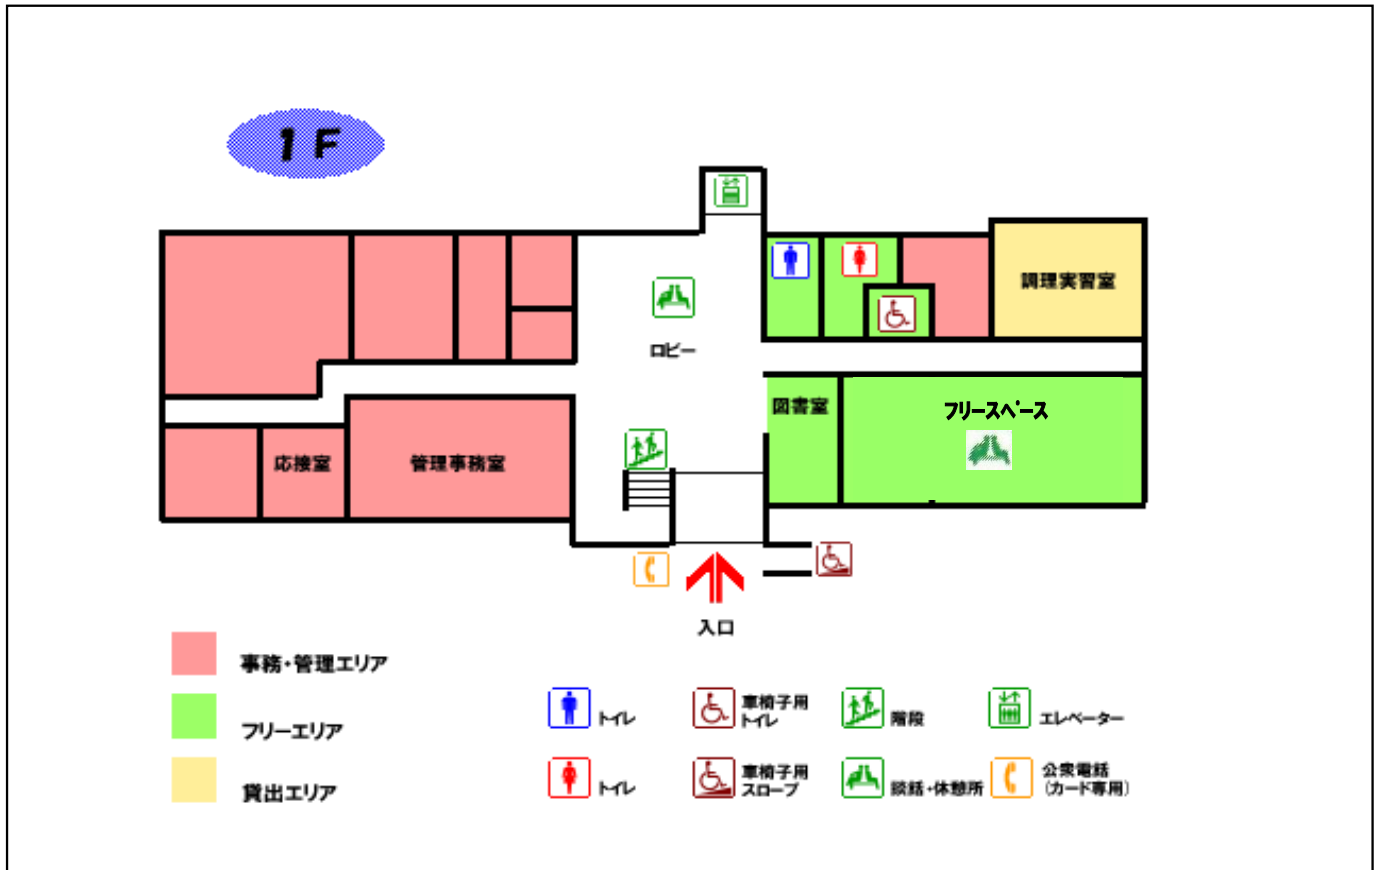 1F
調理実習室
ロビー
図書室
フリースペース
応接室
管理事務室
入口
事務・管理エリア
フリーエリア
貸出エリア
トイレ
車椅子用
トイレ
階段
エレベーター
トイレ
車椅子用
スロープ
談話・休憩所
公衆電話
(カード専用)